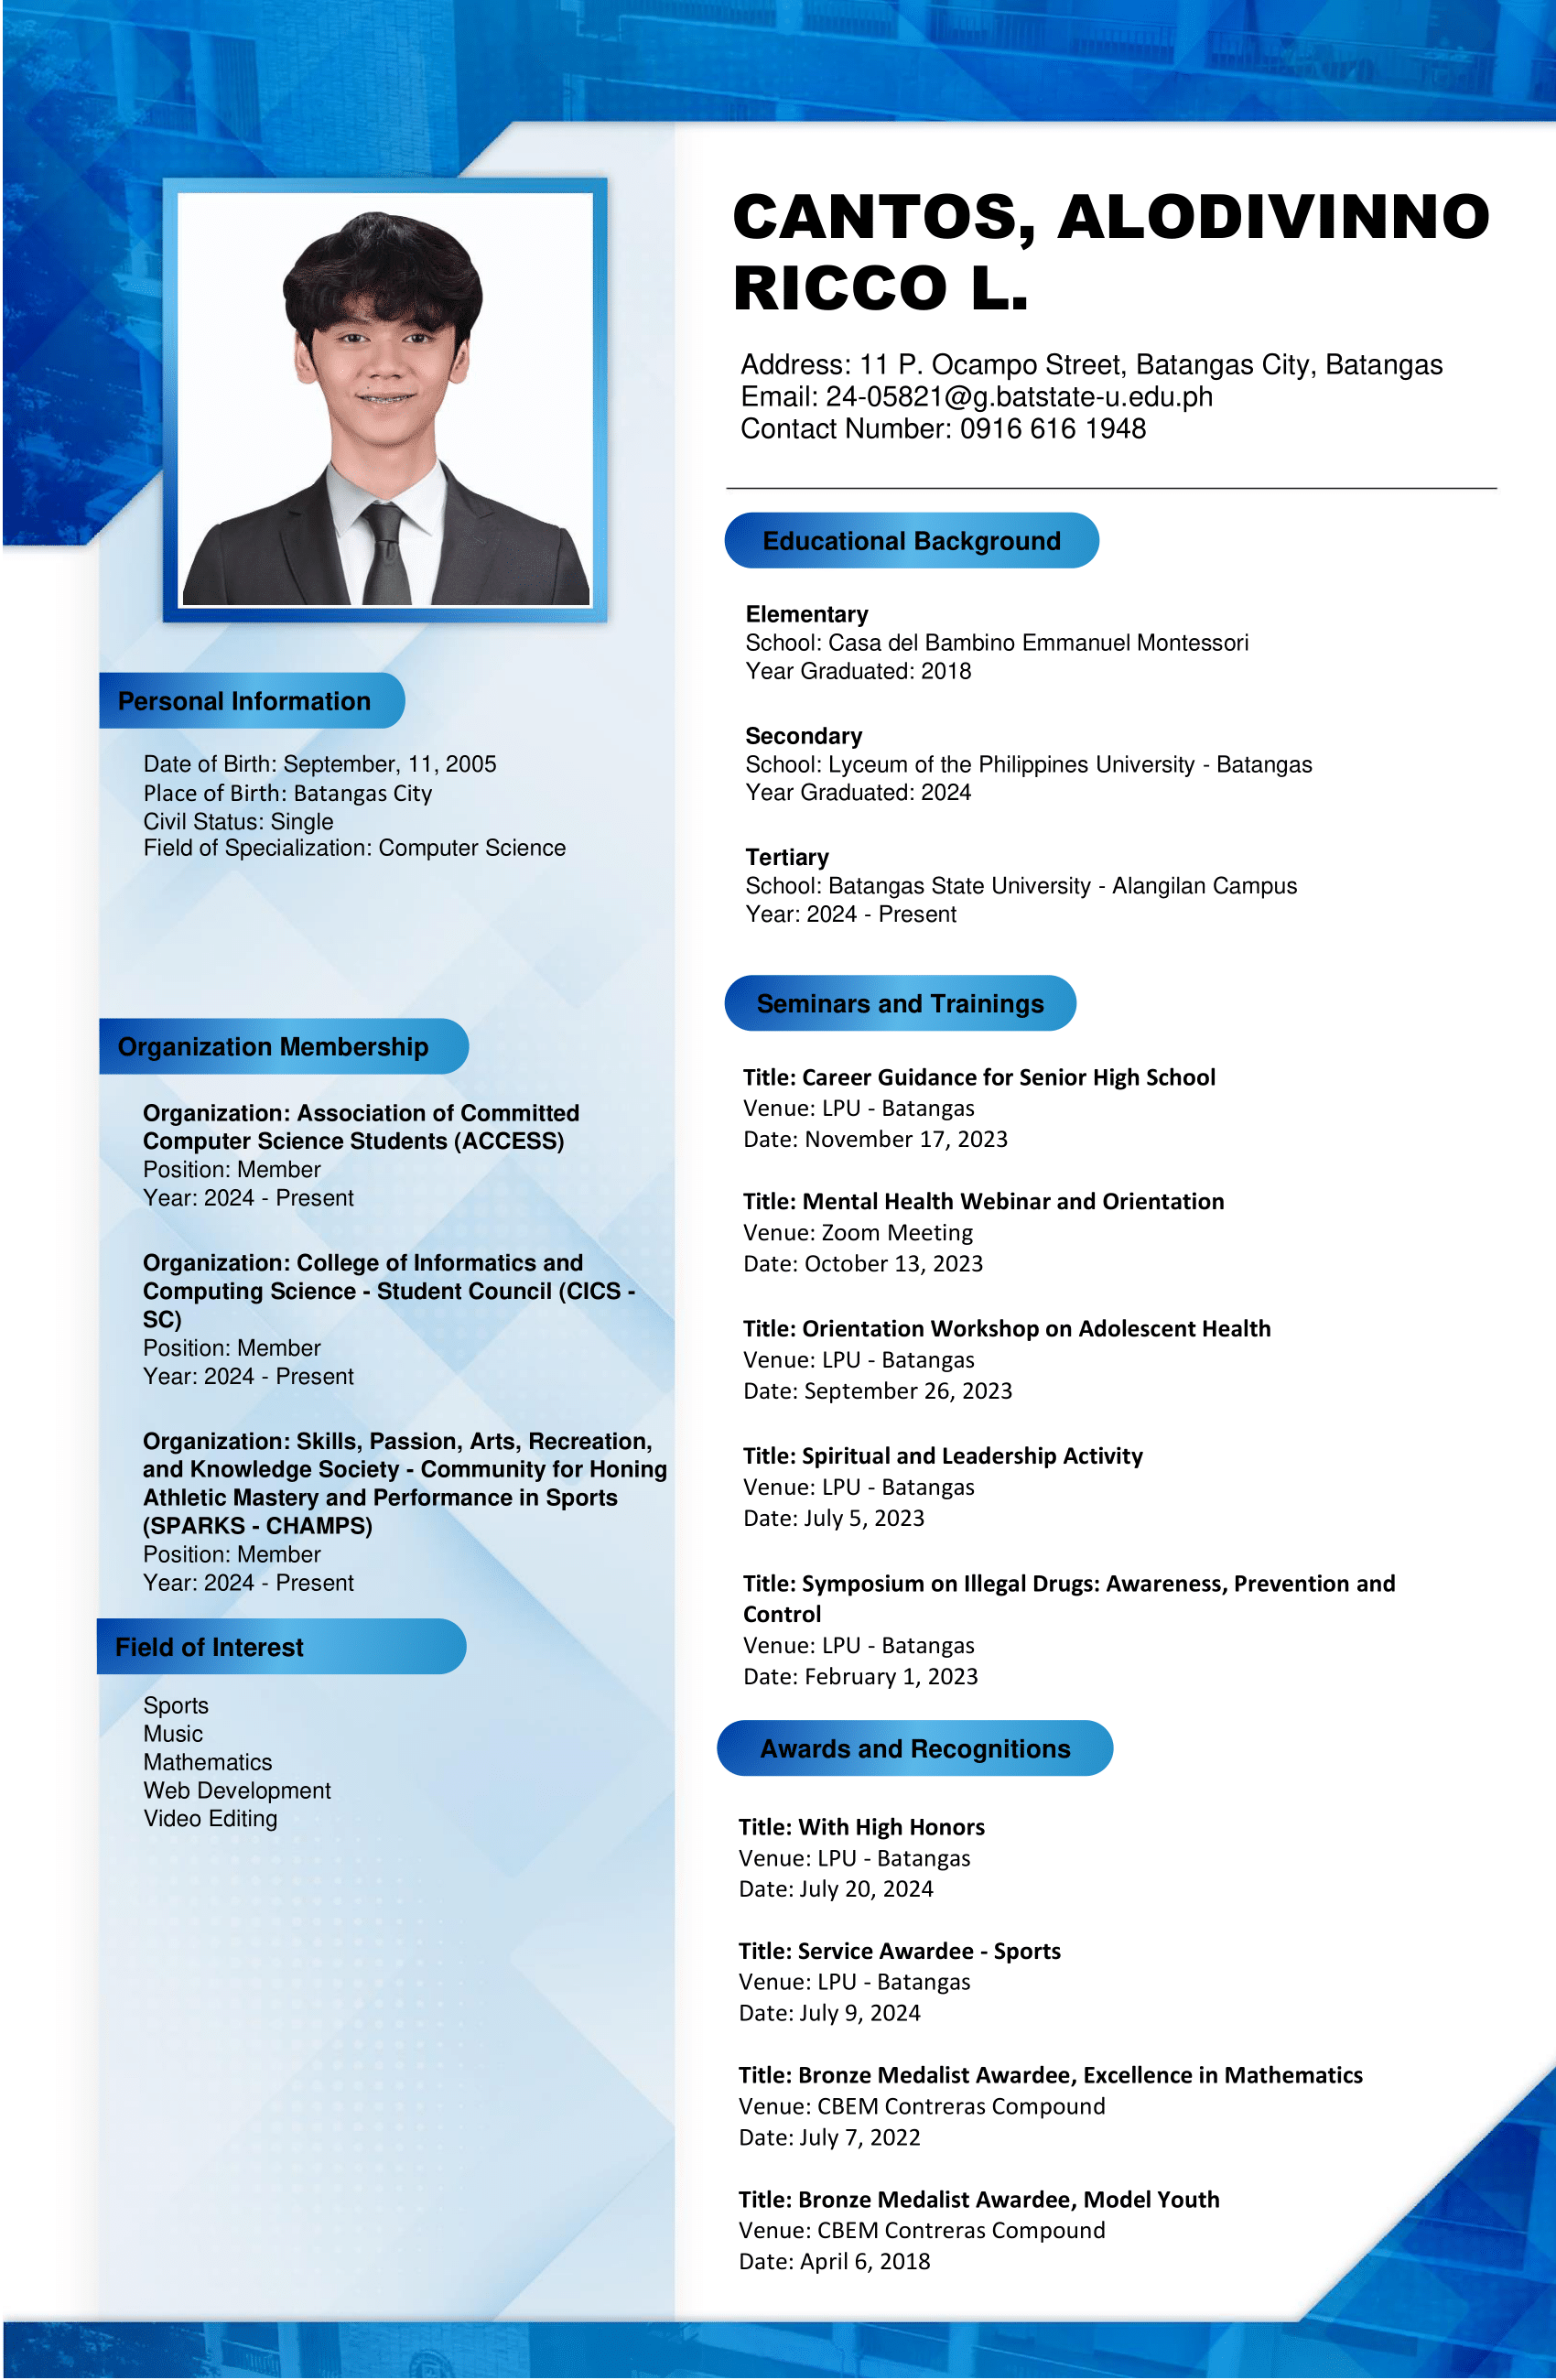 CANTOS, ALODIVINNO
RICCO L.
Address: 11 P. Ocampo Street, Batangas City, Batangas
Email: 24-05821@g.batstate-u.edu.ph
Contact Number: 0916 616 1948
Personal Information
Date of Birth: September, 11, 2005
Place of Birth: Batangas City
Civil Status: Single
Field of Specialization: Computer Science
Organization Membership
Organization: Association of Committed
Computer Science Students (ACCESS)
Position: Member
Year: 2024 - Present
Organization: College of Informatics and
Computing Science - Student Council (CICS -
SC)
Position: Member
Year: 2024 - Present
Organization: Skills, Passion, Arts, Recreation,
and Knowledge Society - Community for Honing
Athletic Mastery and Performance in Sports
(SPARKS - CHAMPS)
Position: Member
Year: 2024 - Present
Field of Interest
Sports
Music
Mathematics
Web Development
Video Editing
Educational Background
Elementary
School: Casa del Bambino Emmanuel Montessori
Year Graduated: 2018
Secondary
School: Lyceum of the Philippines University - Batangas
Year Graduated: 2024
Tertiary
School: Batangas State University - Alangilan Campus
Year: 2024 - Present
Seminars and Trainings
Title: Career Guidance for Senior High School
Venue: LPU - Batangas
Date: November 17, 2023
Title: Mental Health Webinar and Orientation
Venue: Zoom Meeting
Date: October 13, 2023
Title: Orientation Workshop on Adolescent Health
Venue: LPU - Batangas
Date: September 26, 2023
Title: Spiritual and Leadership Activity
Venue: LPU - Batangas
Date: July 5, 2023
Title: Symposium on Illegal Drugs: Awareness, Prevention and
Control
Venue: LPU - Batangas
Date: February 1, 2023
Awards and Recognitions
Title: With High Honors
Venue: LPU - Batangas
Date: July 20, 2024
Title: Service Awardee - Sports
Venue: LPU - Batangas
Date: July 9, 2024
Title: Bronze Medalist Awardee, Excellence in Mathematics
Venue: CBEM Contreras Compound
Date: July 7, 2022
Title: Bronze Medalist Awardee, Model Youth
Venue: CBEM Contreras Compound
Date: April 6, 2018